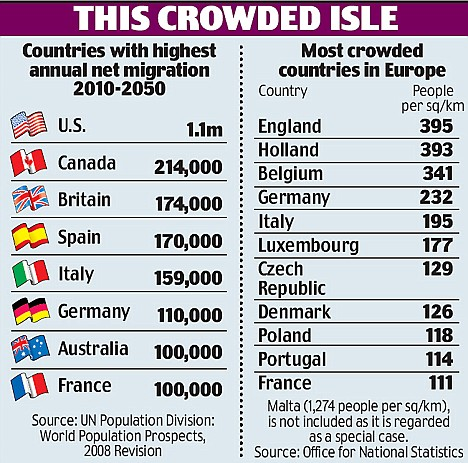 THIS CROWDED ISLE
Countries with highest
annual net migration
2010-2050
U.S. 1.1m
Canada 214,000
Britain 174,000
Spain 170,000
Italy 159,000
Germany 110,000
Australia 100,000
France 100,000
Source: UN Population Division:
World Population Prospects,
2008 Revision
Most crowded
countries in Europe
Country People
per sq/km
England 395
Holland 393
Belgium 341
Germany 232
Italy 195
Luxembourg 177
Czech 129
Republic
Denmark 126
Poland 118
Portugal 114
France 111
Malta (1,274 people per sq/km),
is not included as it is regarded
as a special case.
Source: Office for National Statistics